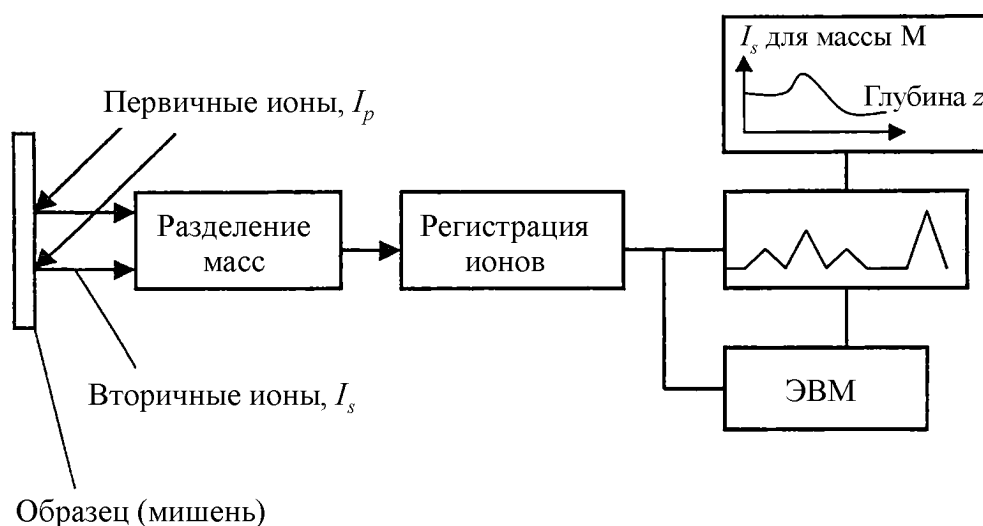 I_s для массы М
Глубина z
Первичные ионы, I_p
Разделение
масс
Регистрация
ионов
Вторичные ионы, I_s
ЭВМ
Образец (мишень)